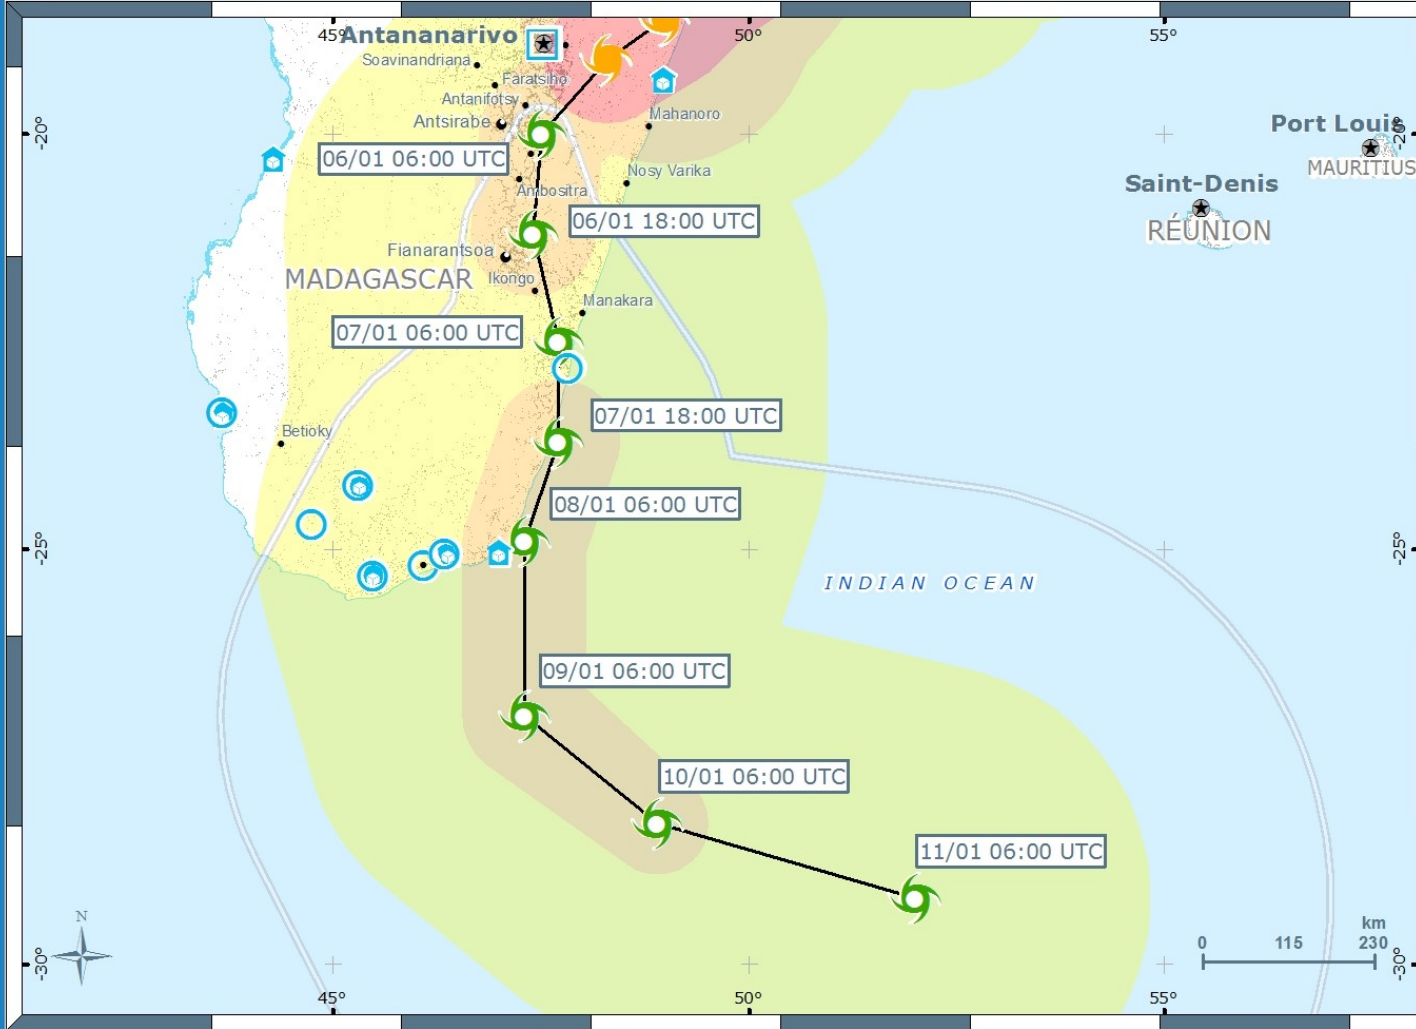 45°
50°
55°
Antananarivo
Soavinandriana
Faratsiho
Antanifotsy
Antsirabe
Mahanoro
-20°
-20°
Port Louis
MAURITIUS
06/01 06:00 UTC
Nosy Varika
Ambositra
Saint-Denis
RÉUNION
06/01 18:00 UTC
Fianarantsoa
MADAGASCAR
Ikongo
Manakara
07/01 06:00 UTC
07/01 18:00 UTC
Betioky
08/01 06:00 UTC
-25°
-25°
INDIAN OCEAN
09/01 06:00 UTC
10/01 06:00 UTC
11/01 06:00 UTC
N
km
0 115 230
-30°
-30°
45°
50°
55°